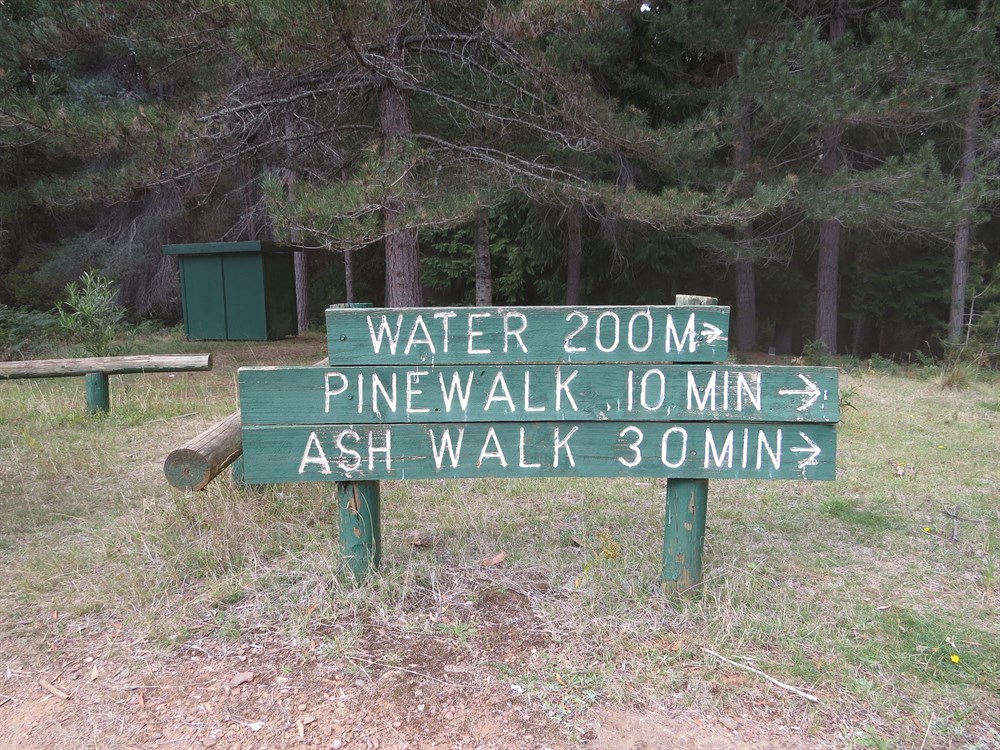 WATER 200M →
PINEWALK 10 MIN →
ASH WALK 30MIN →